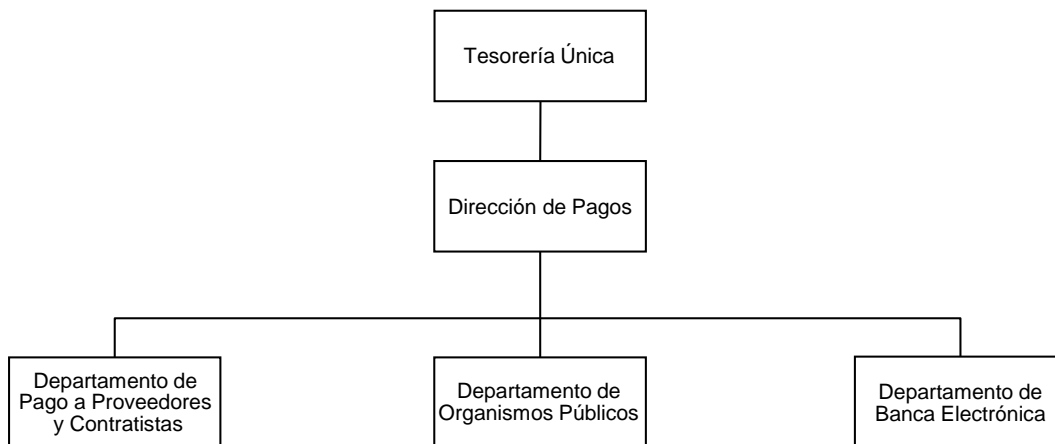 Tesorería Única
Dirección de Pagos
Departamento de
Pago a Proveedores
y Contratistas
Departamento de
Organismos Públicos
Departamento de
Banca Electrónica